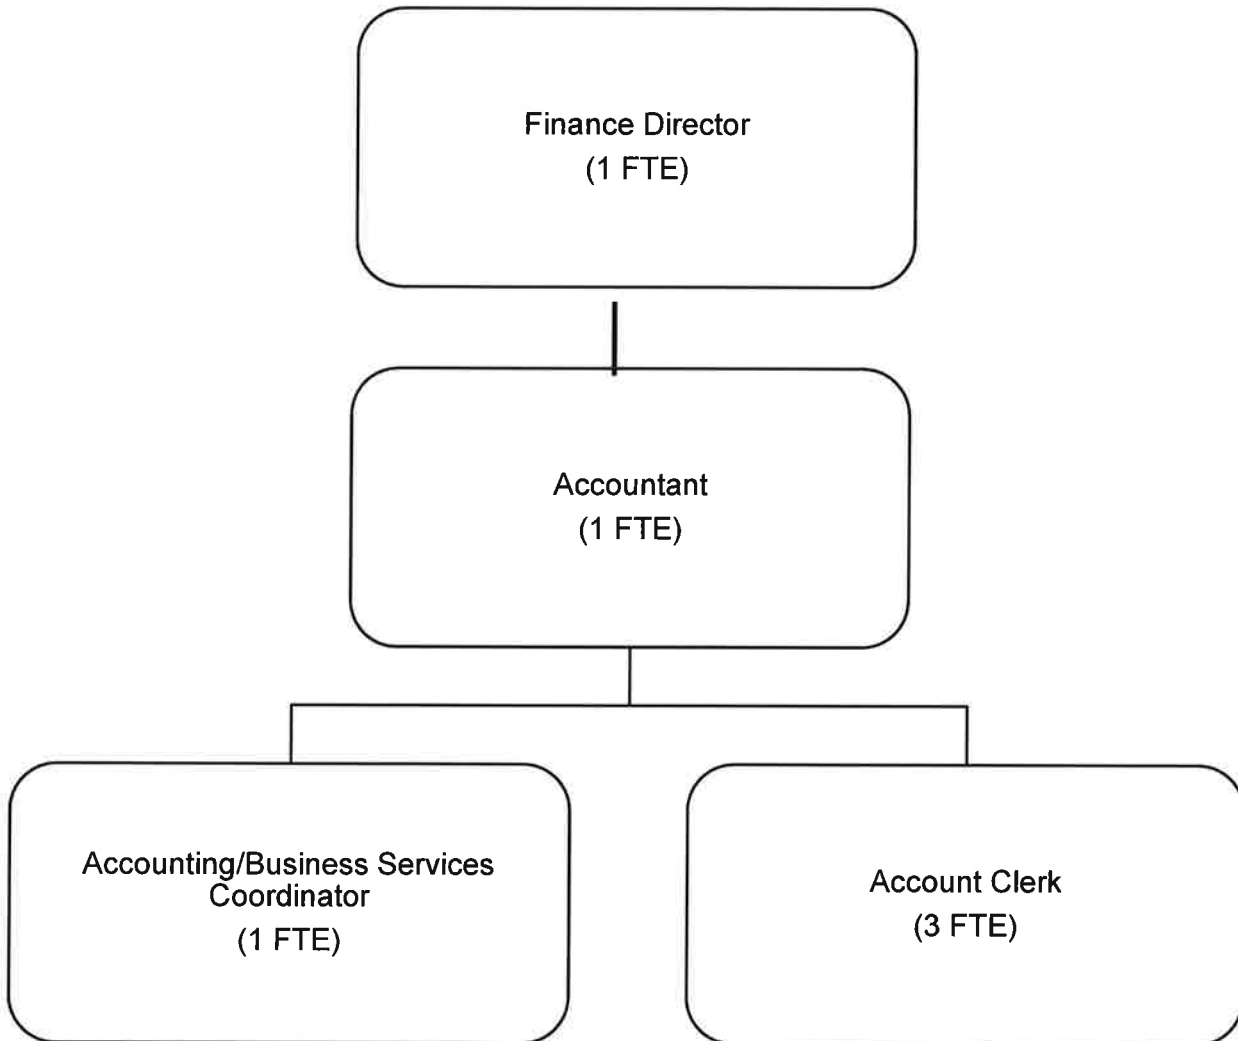 Finance Director
(1 FTE)
Accountant
(1 FTE)
Accounting/Business Services
Coordinator
(1 FTE)
Account Clerk
(3 FTE)